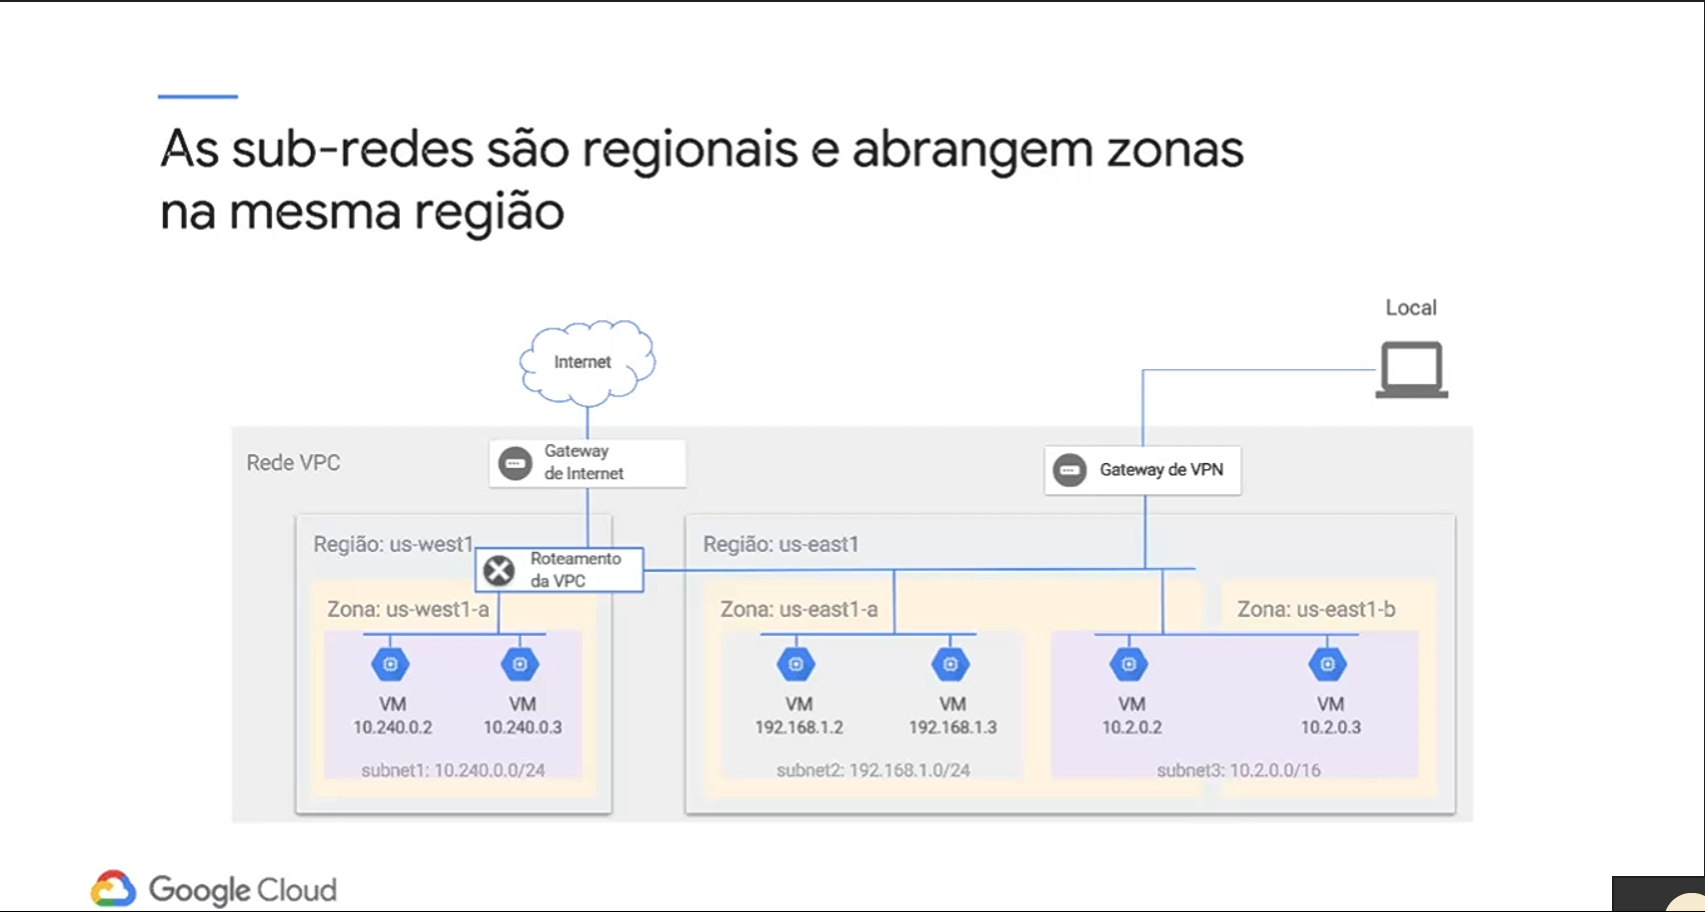 As sub-redes são regionais e abrangem zonas
na mesma região
Local
Internet
Rede VPC
Gateway
de Internet
Gateway de VPN
Região: us-west1
Roteamento
da VPC
Região: us-east1
Zona: us-west1-a
Zona: us-east1-a
Zona: us-east1-b
VM
10.240.0.2
VM
10.240.0.3
VM
192.168.1.2
VM
192.168.1.3
VM
10.2.0.2
VM
10.2.0.3
subnet1: 10.240.0.0/24
subnet2: 192.168.1.0/24
subnet3: 10.2.0.0/16
Google Cloud